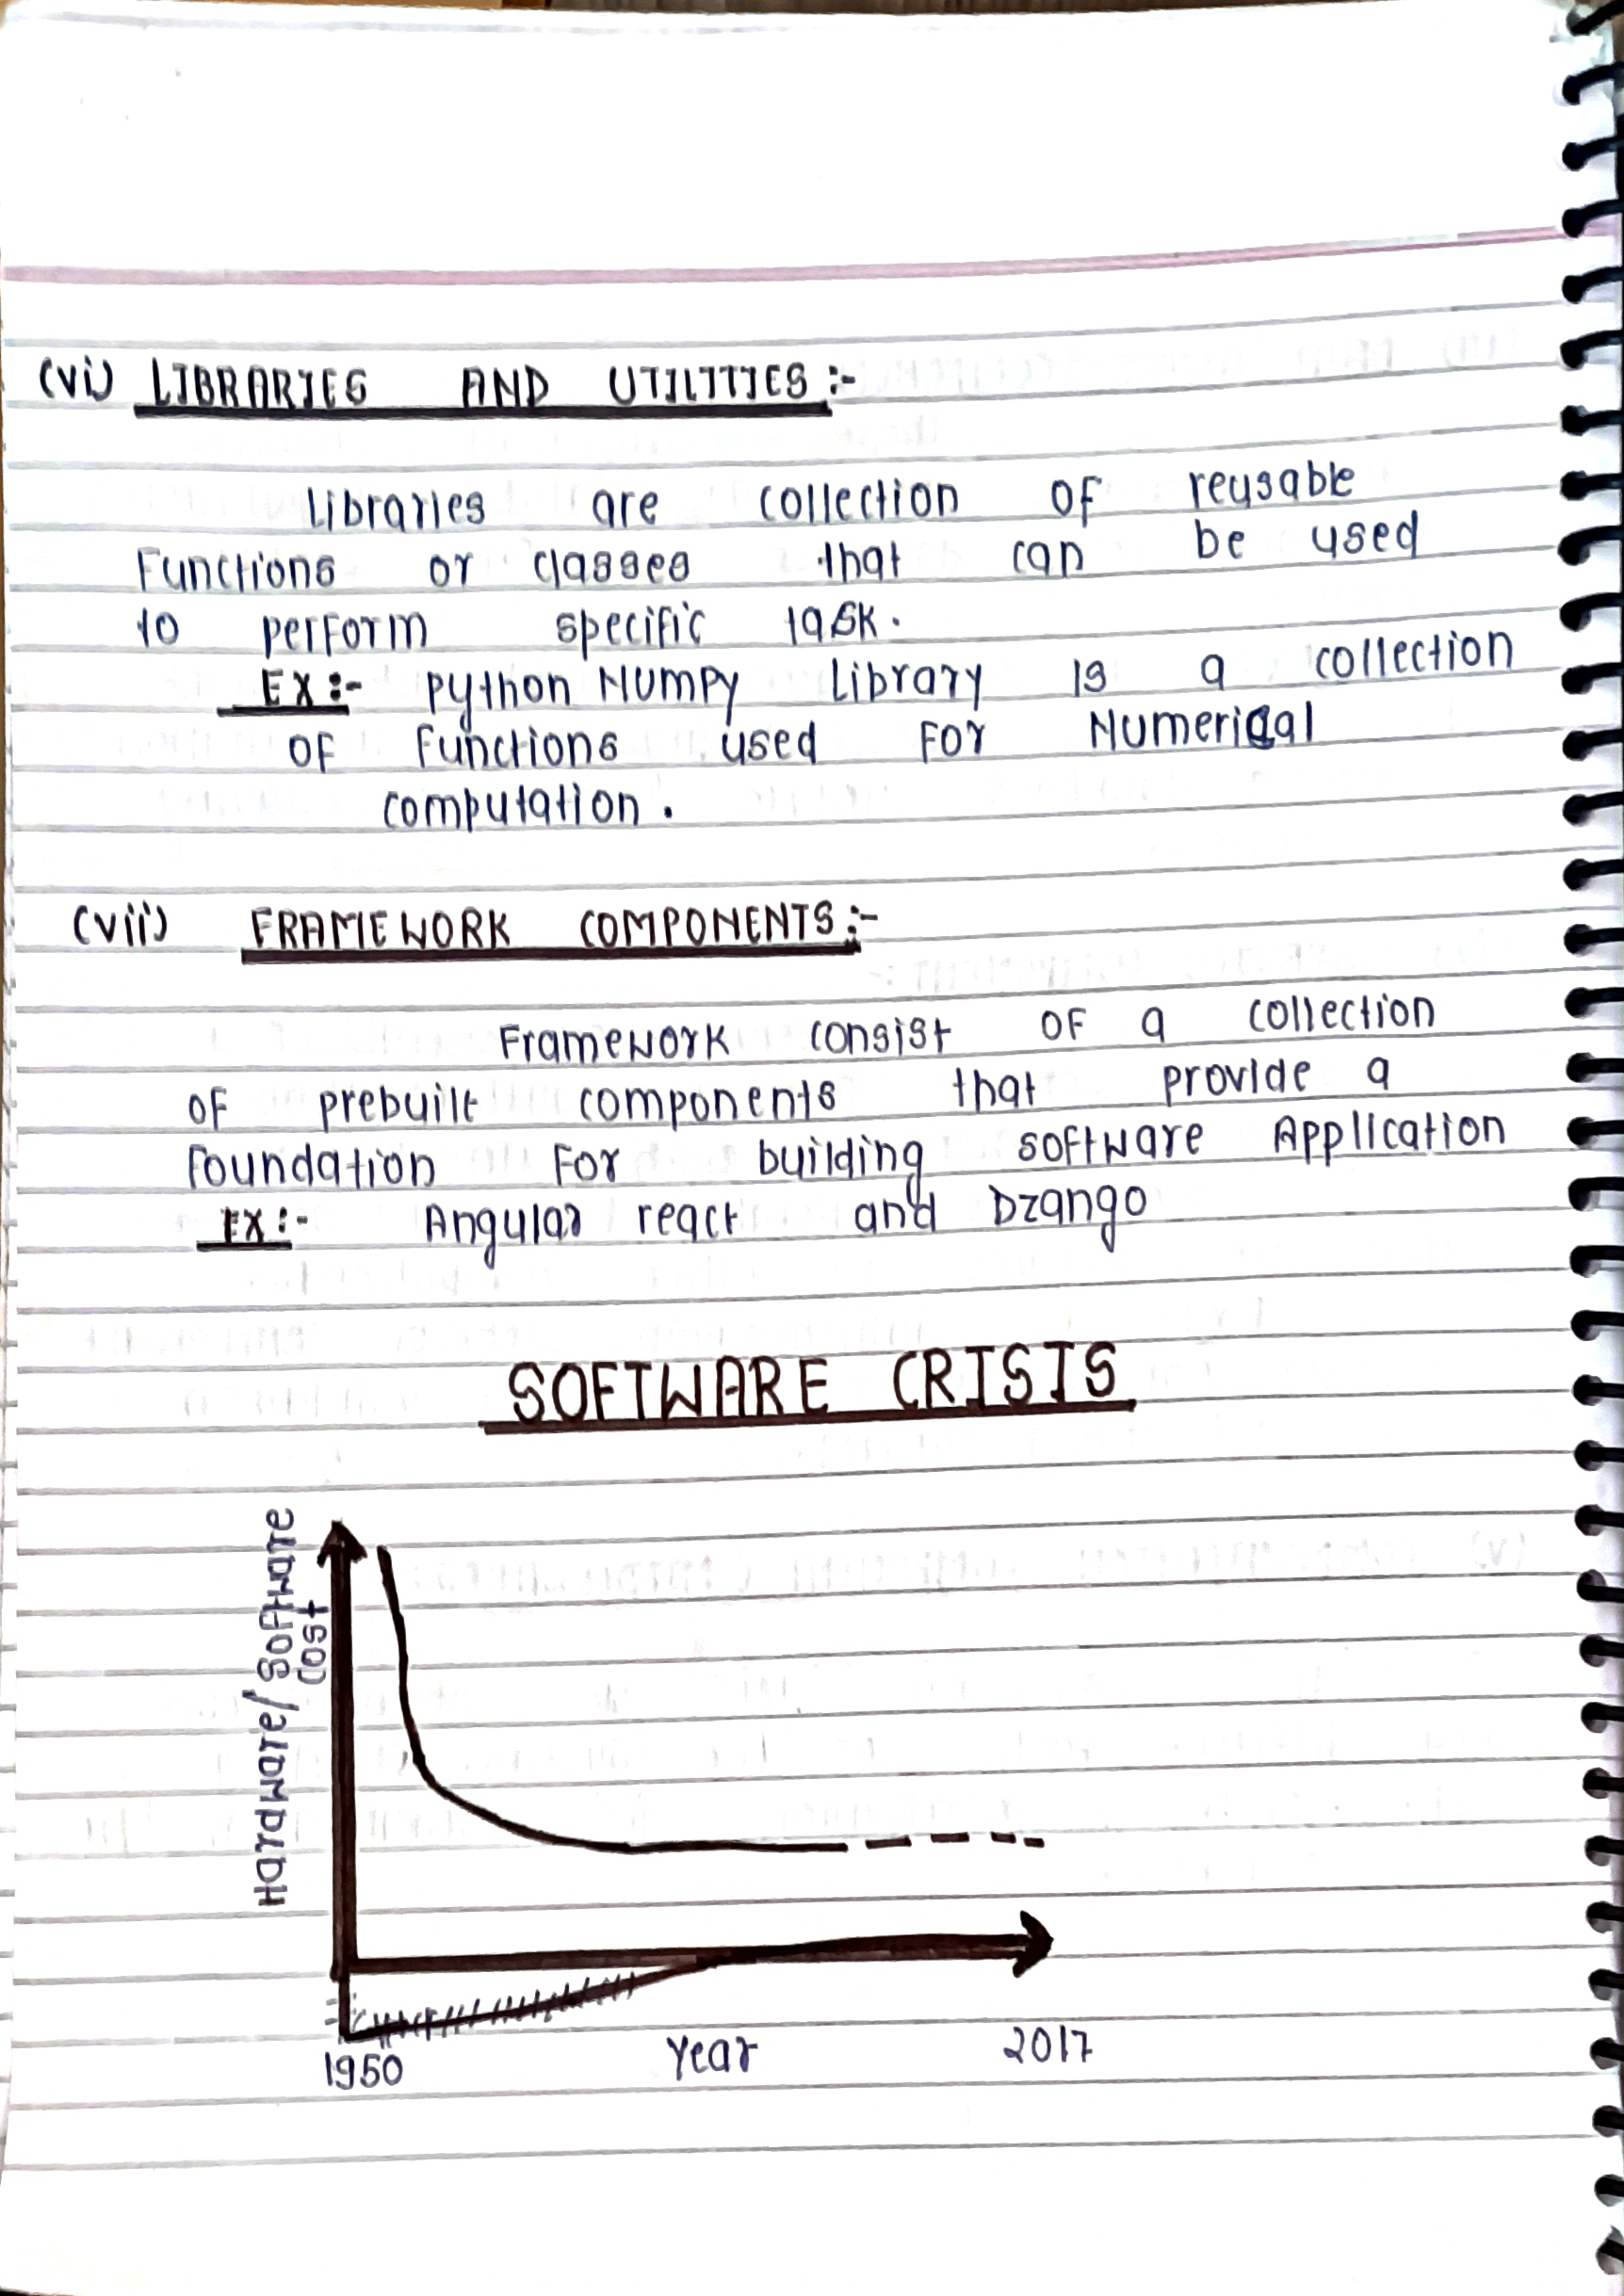 (vi) LIBRARIES AND UTILITIES :-
Libraries are collection of reusable
Functions or classes that can be used
to perform specific task.
EX :- Python Numpy Library is a collection
of Functions used for Numerical
computation.
(vii) FRAMEWORK COMPONENTS :-
Framework consist of a collection
of prebuilt components that provide a
foundation for building software Application
EX :- Angular react and Dzango
SOFTWARE CRISIS
Hardware/Software
Cost
1950 Year 2017